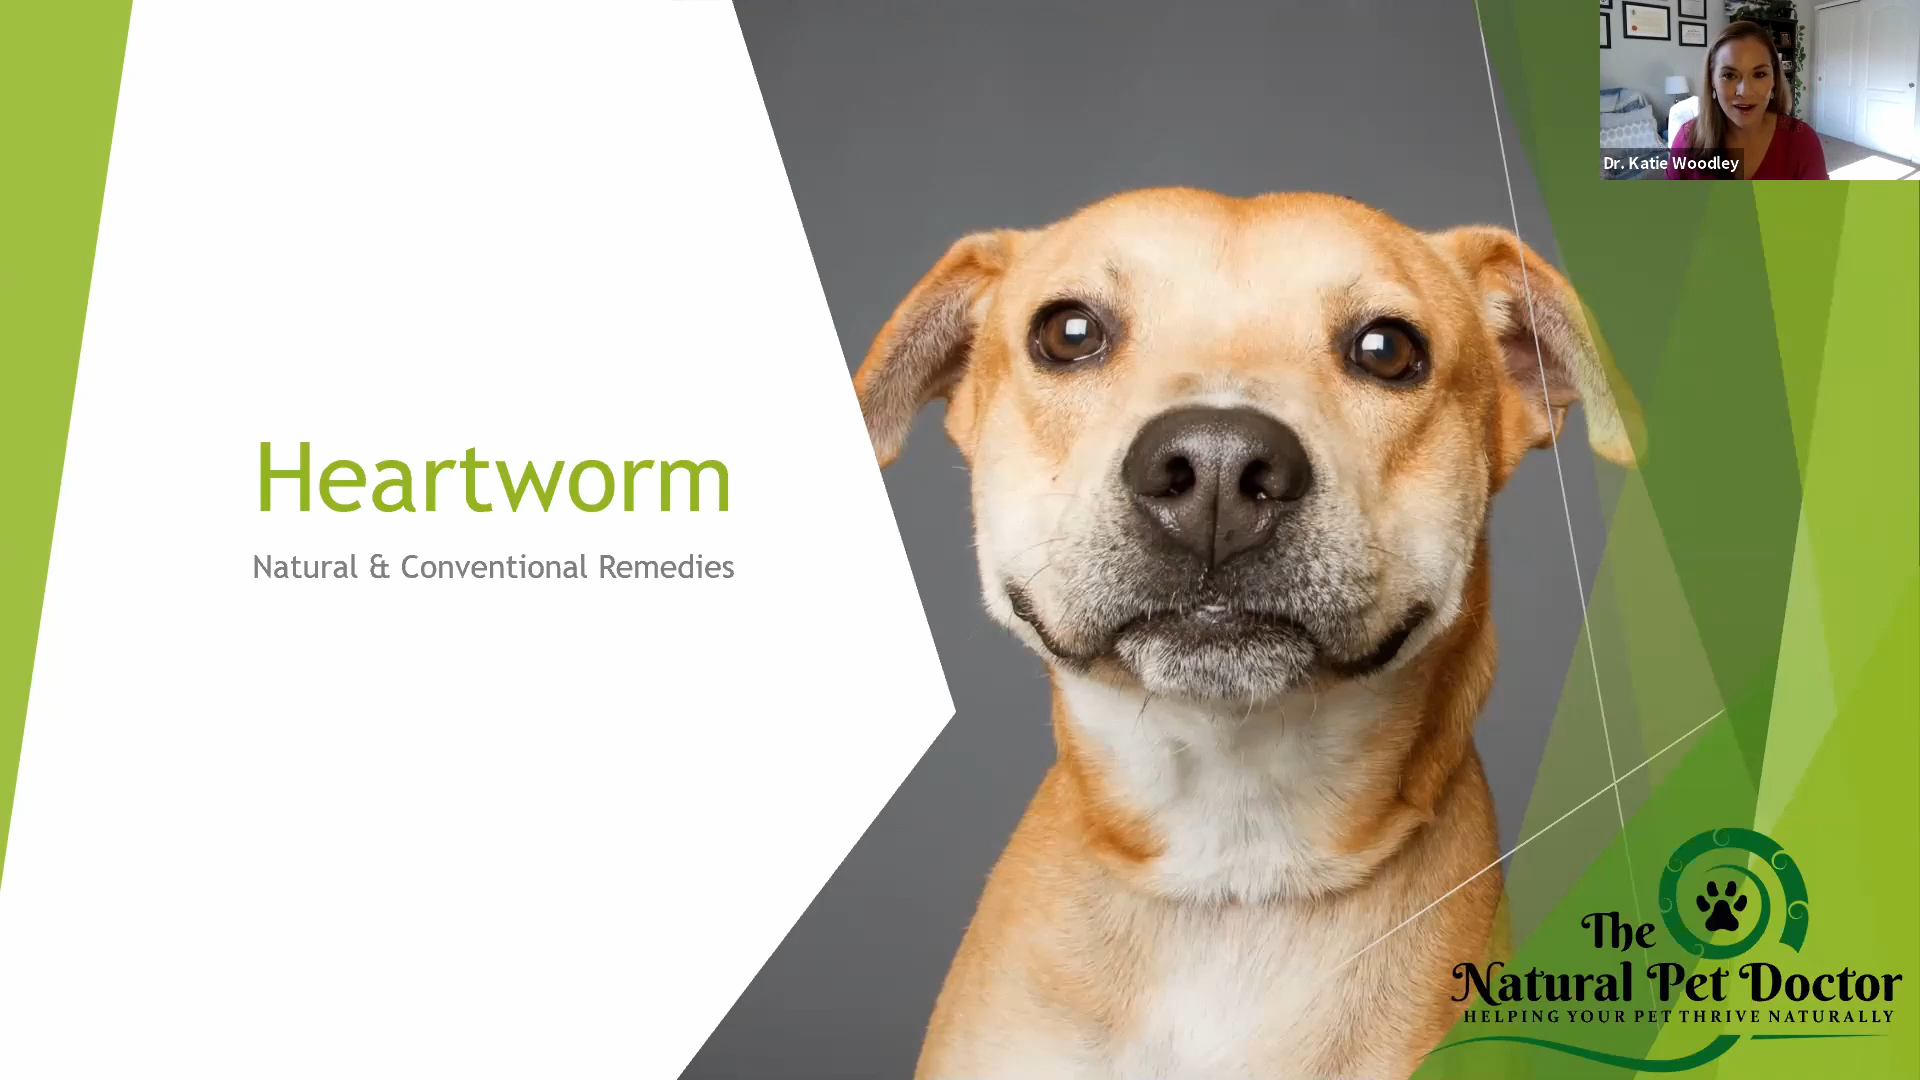 Dr. Katie Woodley
Heartworm
Natural & Conventional Remedies
The
Natural Pet Doctor
HELPING YOUR PET THRIVE NATURALLY